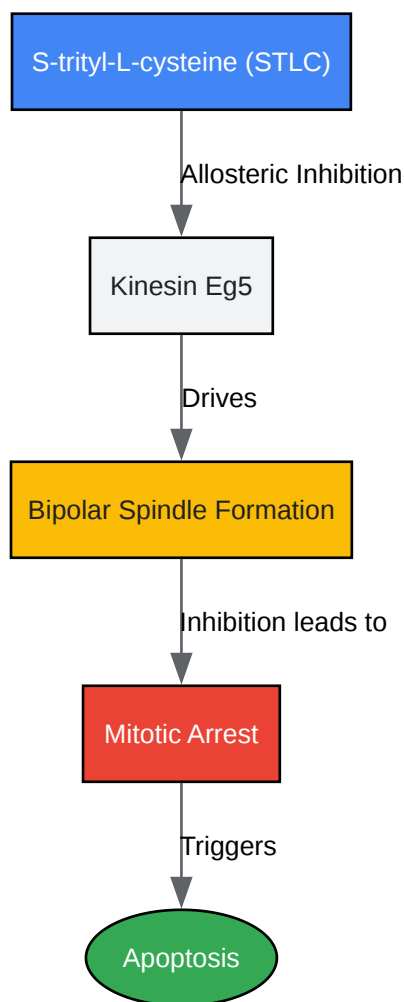 S-trityl-L-cysteine (STLC)
Allosteric Inhibition
Kinesin Eg5
Drives
Bipolar Spindle Formation
Inhibition leads to
Mitotic Arrest
Triggers
Apoptosis